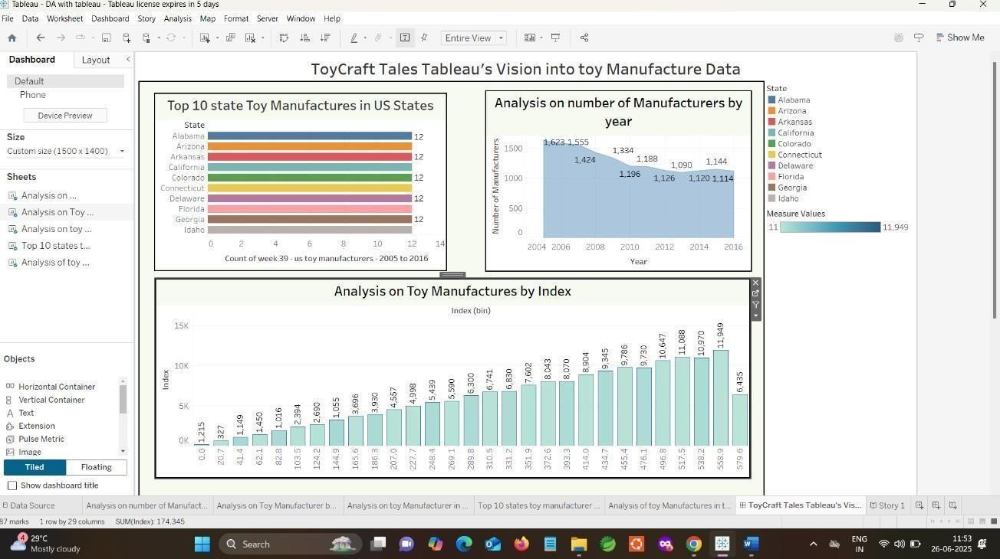 Tableau - DA with tableau - Tableau license expires in 5 days
File Data Worksheet Dashboard Story Analysis Map Format Server Window Help
Entire View
Show Me
Dashboard
Layout
Default
Phone
Device Preview
Size
Custom size (1500 x 1400)
Sheets
Analysis on ...
Analysis on Toy ...
Analysis on toy ...
Top 10 states t...
Analysis of toy ...
Objects
Horizontal Container
Vertical Container
Text
Extension
Pulse Metric
Image
Tiled
Floating
Show dashboard title
ToyCraft Tales Tableau's Vision into toy Manufacture Data
Top 10 state Toy Manufactures in US States
State
Alabama 12
Arizona
Arkansas 12
California
Colorado 12
Connecticut
Delaware 12
Florida
Georgia 12
Idaho
0 2 4 6 8 10 12 14
Count of week 39 - us toy manufacturers - 2005 to 2016
Analysis on number of Manufacturers by
year
Number of Manufacturers
1500
1000
500
0
1,623 1,555
1,424
1,334
1,196
1,188
1,126
1,090
1,120
1,144
1,114
2004 2006 2008 2010 2012 2014 2016
Year
State
Alabama
Arizona
Arkansas
California
Colorado
Connecticut
Delaware
Florida
Georgia
Idaho
Measure Values
11 11,949
Analysis on Toy Manufactures by Index
Index (bin)
Index
15K
10K
5K
0K
1,215 327 1,149 1,450 1,016 2,394 2,690 1,055 3,696 3,930 4,557 4,998 5,439 5,590 6,300 6,741 6,830 7,602 8,043 8,070 8,904 9,345 9,786 9,730 10,647 11,088 10,970 11,949 6,435
0.0 20.7 41.4 62.1 82.8 103.5 124.2 144.9 165.6 186.3 207.0 227.7 248.4 269.1 289.8 310.5 331.2 351.9 372.6 393.3 414.0 434.7 455.4 476.1 496.8 517.5 538.2 558.9 579.6
Data Source
Analysis on number of Manufact...
Analysis on Toy Manufacturer b...
Analysis on toy Manufacturer in ...
Top 10 states toy manufacturer ...
Analysis of toy Manufactures in t...
ToyCraft Tales Tableau's Vis...
Story 1
87 marks 1 row by 29 columns SUM(Index): 174,345
4
29°C
Mostly cloudy
Search
ENG
IN
11:53
26-06-2025